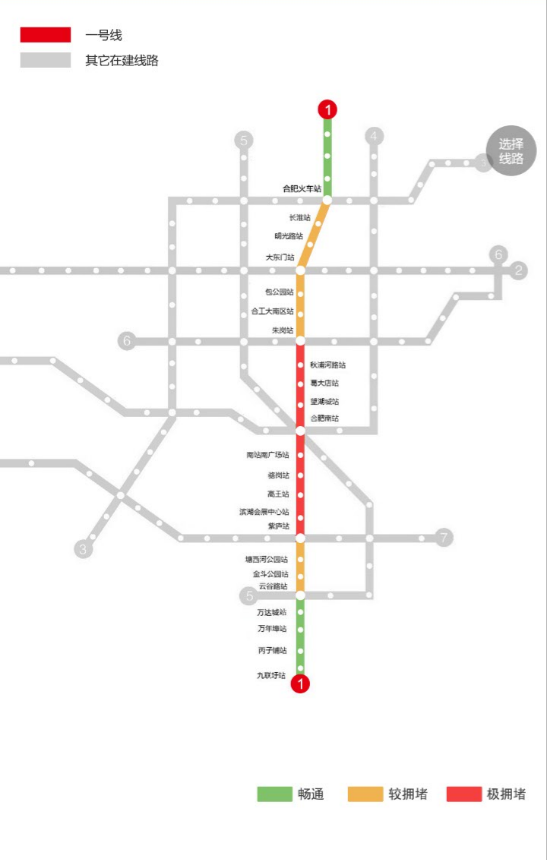 一号线
其它在建线路
1
5
4
选择
线路
3
合肥火车站
长淮站
明光路站
大东门站
6
2
包公园站
合工大南区站
朱岗站
6
秋浦河路站
葛大店站
望湖城站
合肥南站
南站南广场站
骆岗站
高王站
滨湖会展中心站
紫庐站
7
3
塘西河公园站
金斗公园站
云谷路站
5
万达城站
万年埠站
丙子铺站
九联圩站
1
畅通
较拥堵
极拥堵